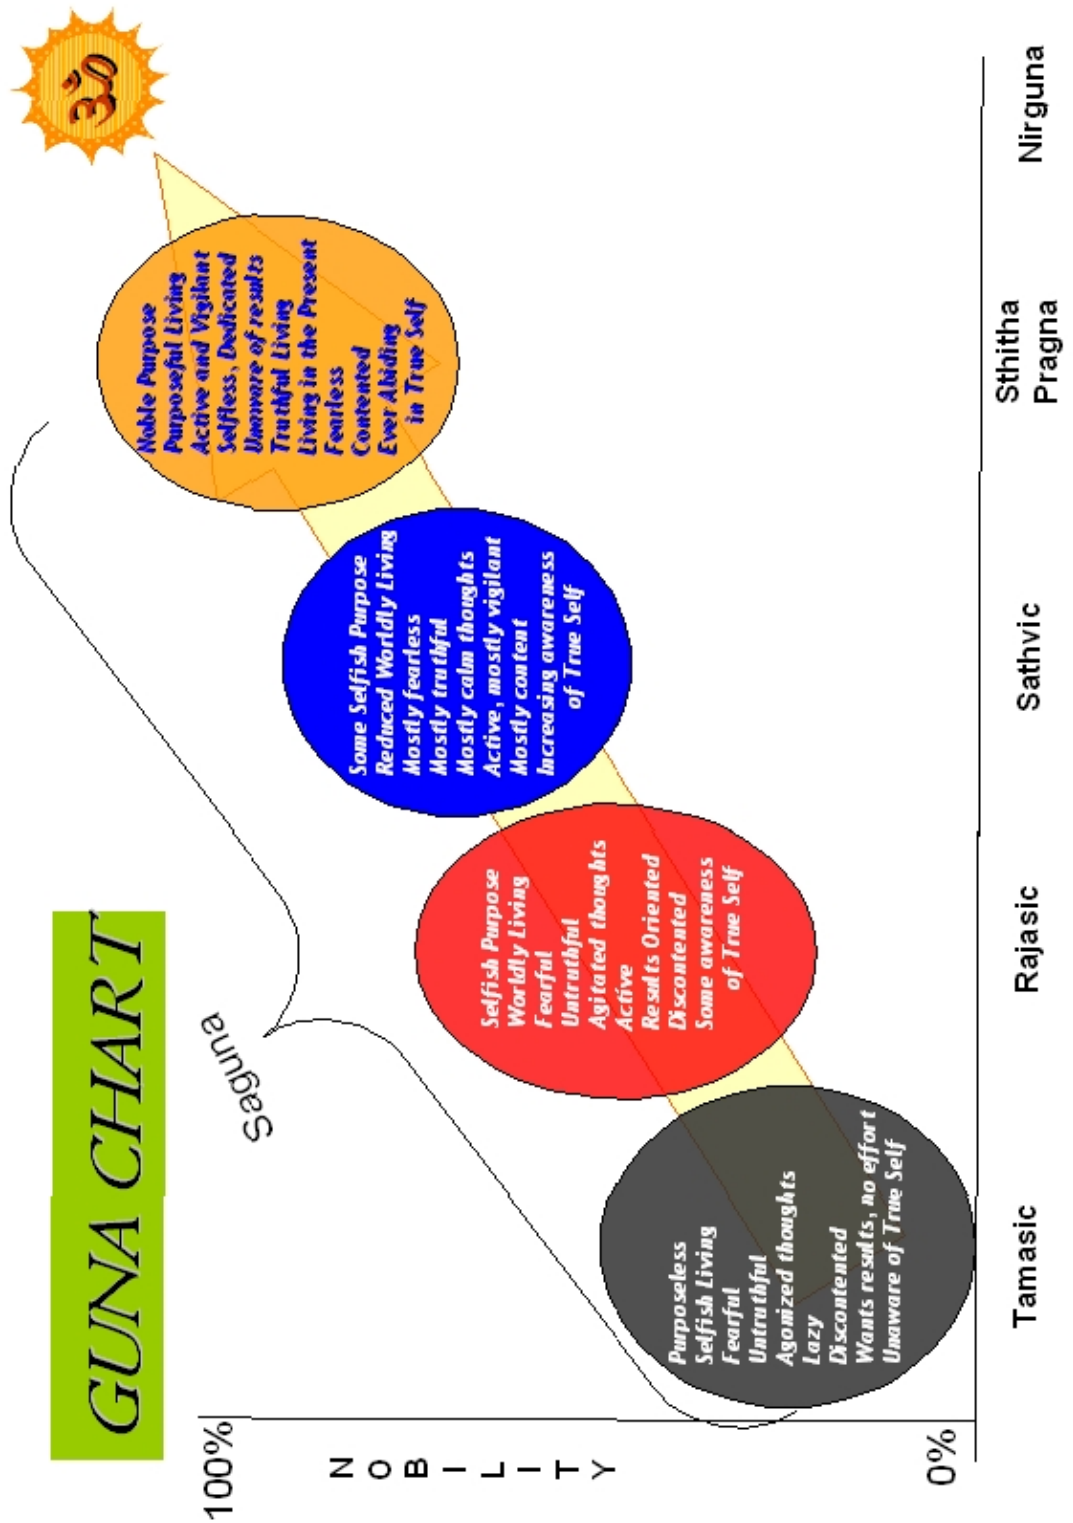 GUNA CHART
ॐ
Saguna
100%
NOBILITY
0%
Noble Purpose
Purposeful Living
Active and Vigilant
Selfless, Dedicated
Unaware of results
Truthful Living
Living in the Present
Fearless
Contented
Ever Abiding
in True Self
Some Selfish Purpose
Reduced Worldly Living
Mostly fearless
Mostly truthful
Mostly calm thoughts
Active, mostly vigilant
Mostly content
Increasing awareness
of True Self
Selfish Purpose
Worldly Living
Fearful
Untruthful
Agitated thoughts
Active
Results Oriented
Discontented
Some awareness
of True Self
Purposeless
Selfish Living
Fearful
Untruthful
Agonized thoughts
Lazy
Discontented
Wants results, no effort
Unaware of True Self
Tamasic
Rajasic
Sathvic
Sthitha
Pragna
Nirguna